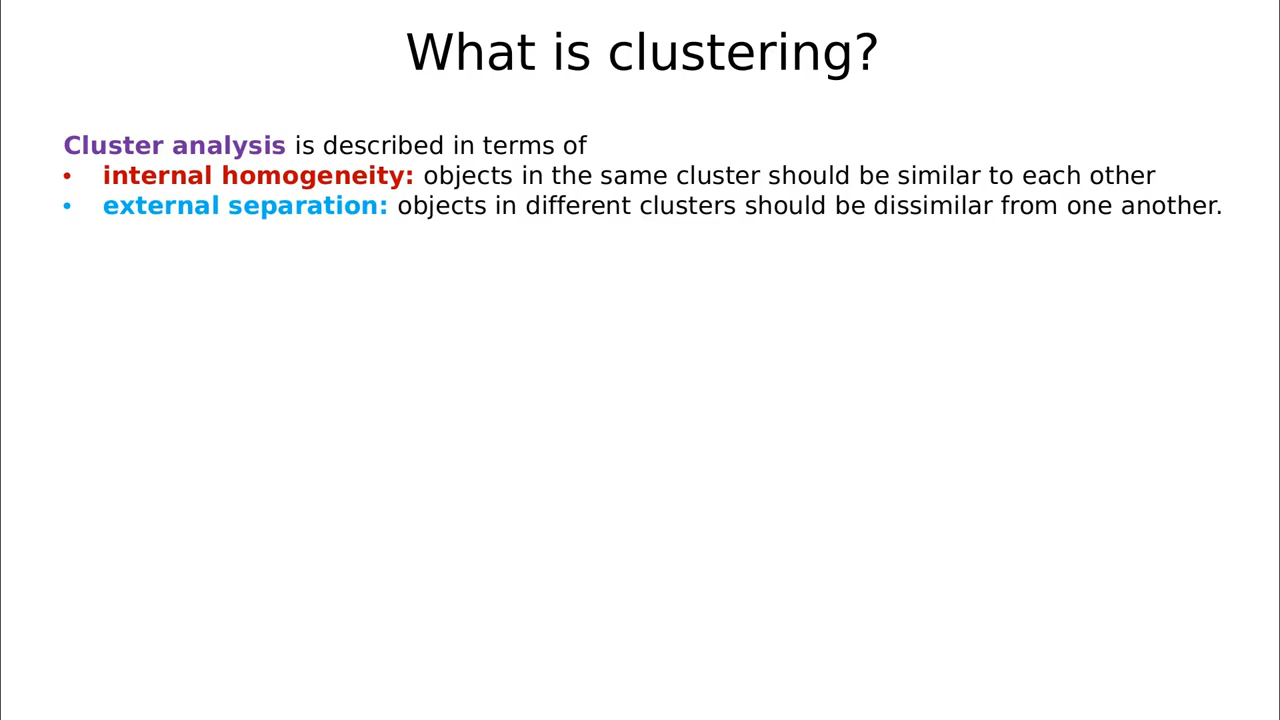 What is clustering?
Cluster analysis is described in terms of
• internal homogeneity: objects in the same cluster should be similar to each other
• external separation: objects in different clusters should be dissimilar from one another.